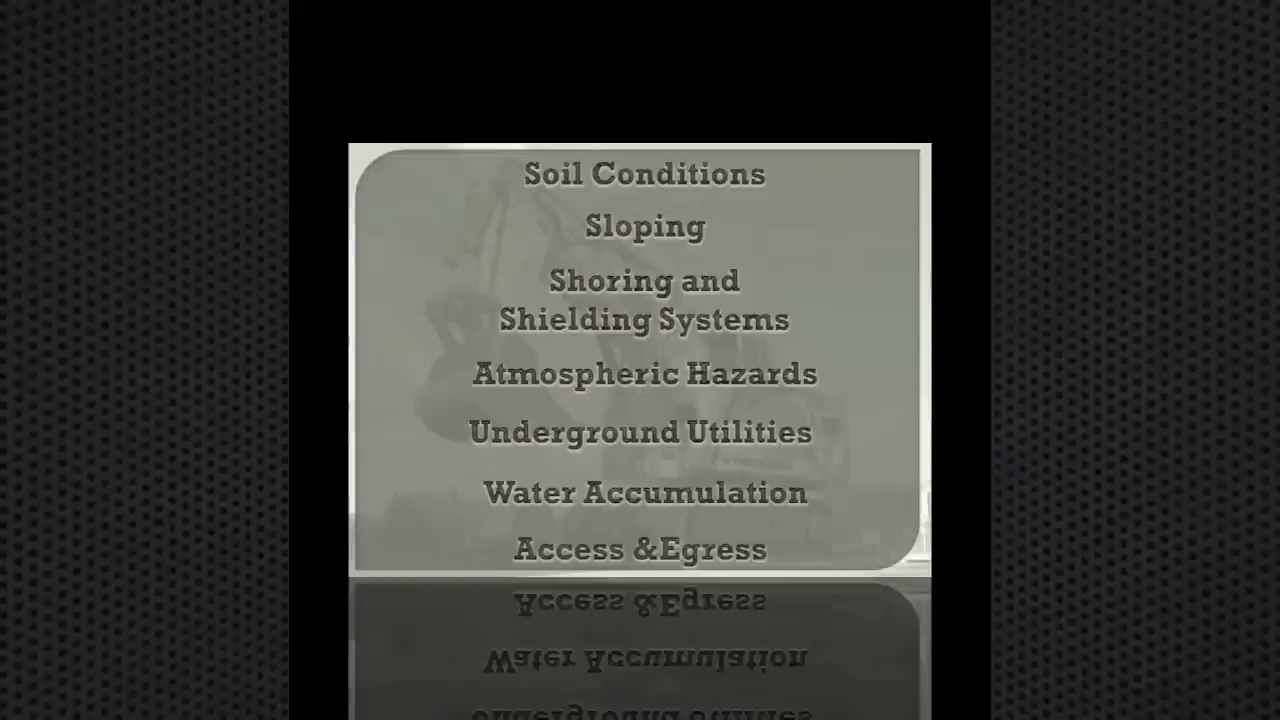 Soil Conditions
Sloping
Shoring and
Shielding Systems
Atmospheric Hazards
Underground Utilities
Water Accumulation
Access &Egress